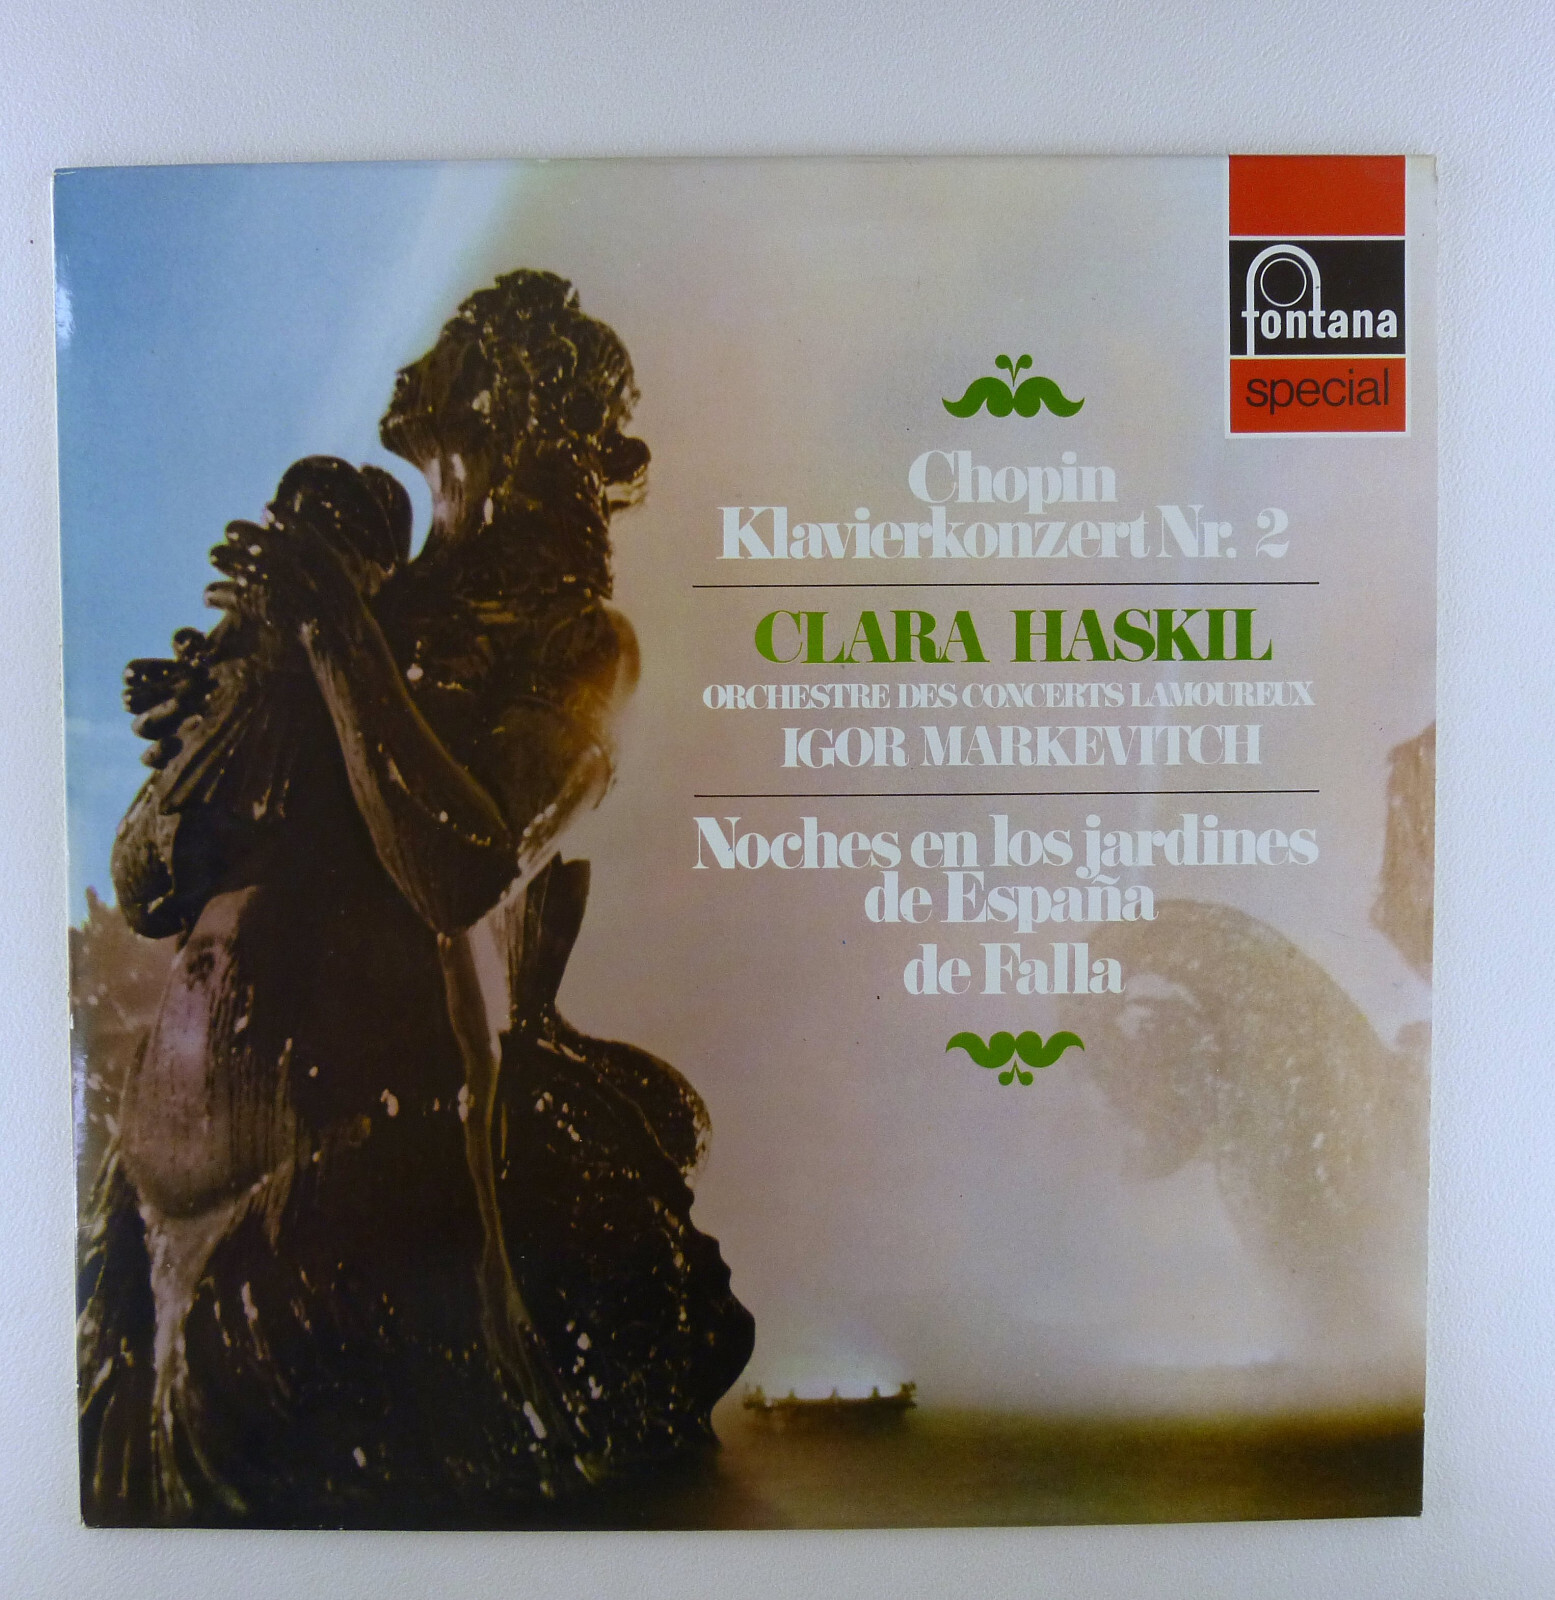 fontana
special
Chopin
Klavierkonzert Nr. 2
CLARA HASKIL
ORCHESTRE DES CONCERTS LAMOUREUX
IGOR MARKEVITCH
Noches en los jardines
de España
de Falla